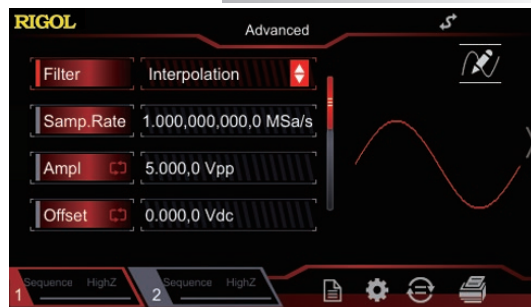 RIGOL
Advanced
Filter Interpolation
Samp.Rate 1.000,000,000,0 MSa/s
Ampl 5.000,0 Vpp
Offset 0.000,0 Vdc
1 Sequence HighZ 2 Sequence HighZ